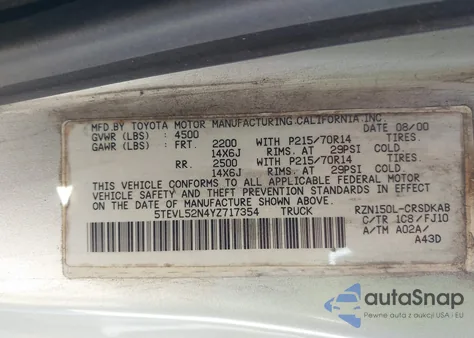 MFD.BY TOYOTA MOTOR MANUFACTURING.CALIFORNIA.INC.
GVWR (LBS) 4500 DATE 08/00
GAWR (LBS) FRT. 2200 WITH P215/70R14 TIRES.
14X6J RIMS. AT 29PSI COLD.
RR. 2500 WITH P215/70R14 TIRES.
14X6J RIMS. AT 29PSI COLD.
THIS VEHICLE CONFORMS TO ALL APPLICABLE FEDERAL MOTOR
VEHICLE SAFETY AND THEFT PREVENTION STANDARDS IN EFFECT
ON THE DATE OF MANUFACTURE SHOWN ABOVE.
5TEVL52N4YZ717354 TRUCK RZN150L-CRSDKAB
C/TR 1C8/FJ10
A/TM A02A/
A43D
autoSnap
Pewne auto z aukcji USA i EU